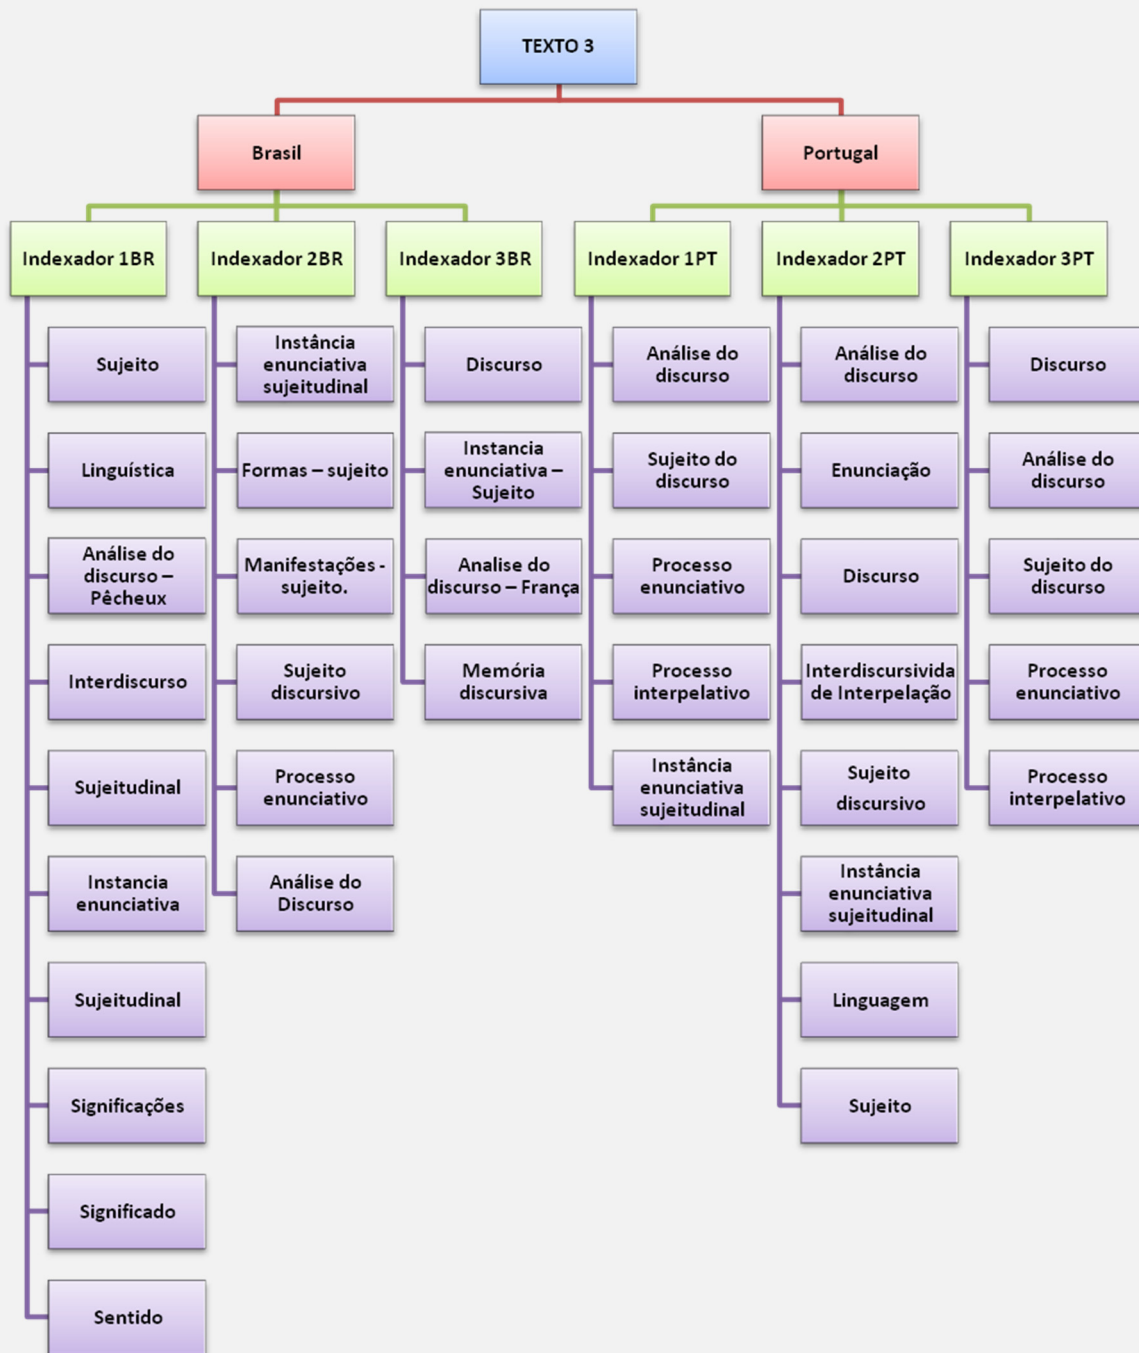 TEXTO 3
Brasil
Portugal
Indexador 1BR
Indexador 2BR
Indexador 3BR
Indexador 1PT
Indexador 2PT
Indexador 3PT
Sujeito
Linguística
Análise do
discurso –
Pêcheux
Interdiscurso
Sujeitudinal
Instancia
enunciativa
Sujeitudinal
Significações
Significado
Sentido
Instância
enunciativa
sujeitudinal
Formas – sujeito
Manifestações -
sujeito.
Sujeito
discursivo
Processo
enunciativo
Análise do
Discurso
Discurso
Instancia
enunciativa –
Sujeito
Analise do
discurso – França
Memória
discursiva
Análise do
discurso
Sujeito do
discurso
Processo
enunciativo
Processo
interpelativo
Instância
enunciativa
sujeitudinal
Análise do
discurso
Enunciação
Discurso
Interdiscursivida
de Interpelação
Sujeito
discursivo
Instância
enunciativa
sujeitudinal
Linguagem
Sujeito
Discurso
Análise do
discurso
Sujeito do
discurso
Processo
enunciativo
Processo
interpelativo